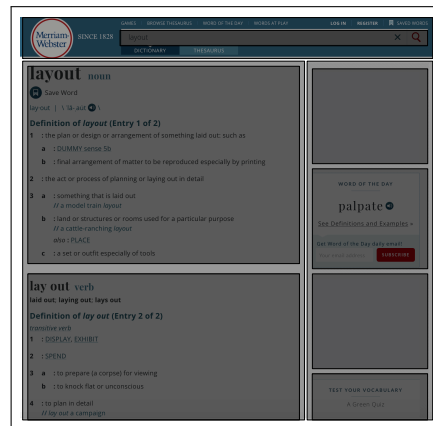 GAMES BROWSE THESAURUS WORD OF THE DAY WORDS AT PLAY LOG IN REGISTER SAVED WORDS
Merriam-
Webster
SINCE 1828
layout
DICTIONARY THESAURUS
layout noun
Save Word
lay·out | \ ˈlā-ˌau̇t \
Definition of layout (Entry 1 of 2)
1 : the plan or design or arrangement of something laid out: such as
a : DUMMY sense 5b
b : final arrangement of matter to be reproduced especially by printing
2 : the act or process of planning or laying out in detail
3 a : something that is laid out
// a model train layout
b : land or structures or rooms used for a particular purpose
// a cattle-ranching layout
also : PLACE
c : a set or outfit especially of tools
lay out verb
laid out; laying out; lays out
Definition of lay out (Entry 2 of 2)
transitive verb
1 : DISPLAY, EXHIBIT
2 : SPEND
3 a : to prepare (a corpse) for viewing
b : to knock flat or unconscious
4 : to plan in detail
// lay out a campaign
WORD OF THE DAY
palpate
See Definitions and Examples »
Get Word of the Day daily email!
Your email address SUBSCRIBE
TEST YOUR VOCABULARY
A Green Quiz